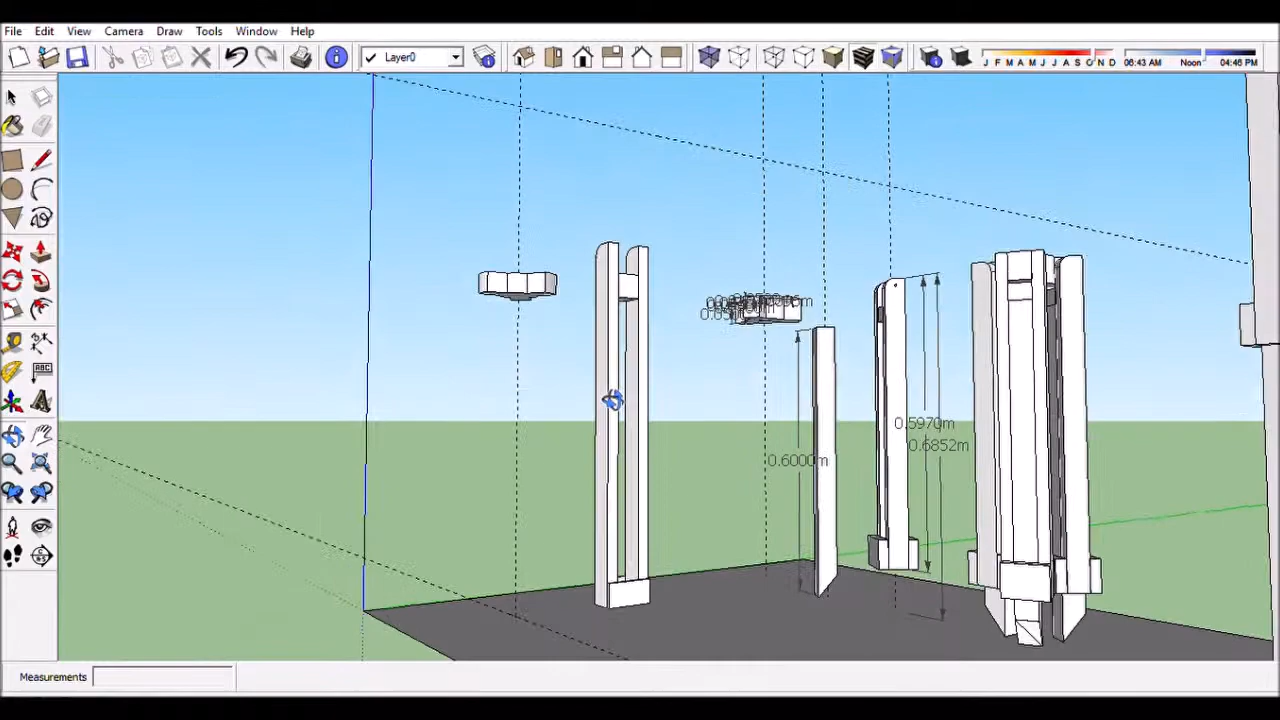 File Edit View Camera Draw Tools Window Help
Layer0
J F M A M J J A S O N D
06:43 AM Noon 04:46 PM
ABC
0.5970m
0.6852m
0.6000m
Measurements